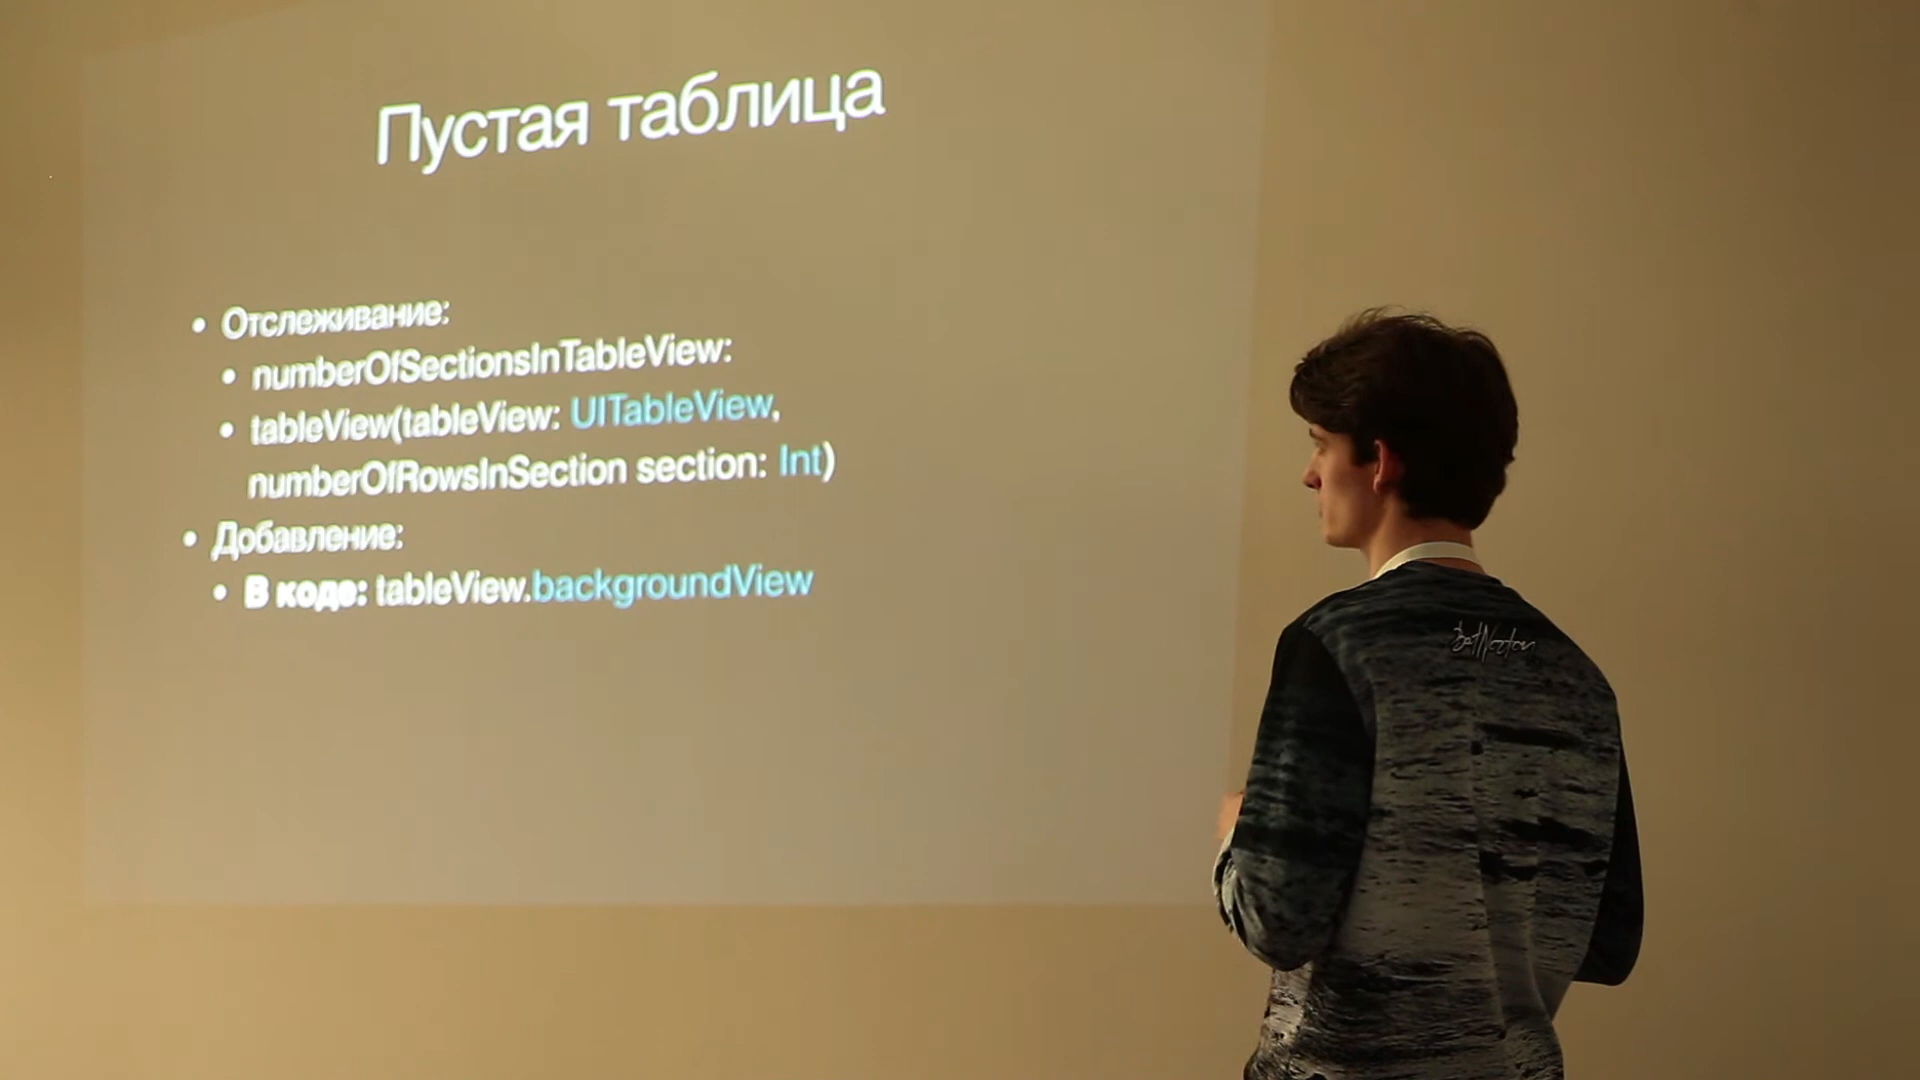 Пустая таблица
• Отслеживание:
• numberOfSectionsInTableView:
• tableView(tableView: UITableView,
numberOfRowsInSection section: Int)
• Добавление:
• В коде: tableView.backgroundView